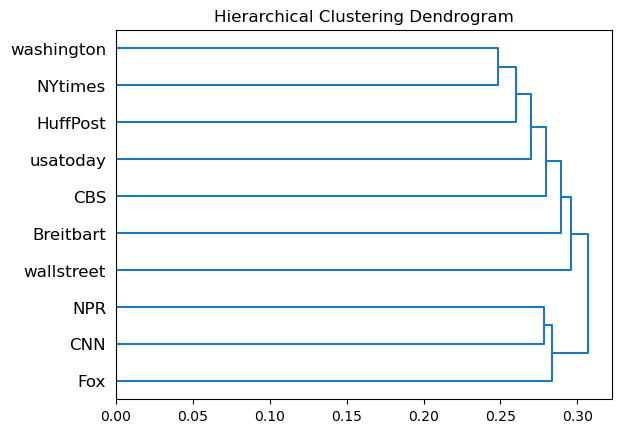 Hierarchical Clustering Dendrogram
washington
NYtimes
HuffPost
usatoday
CBS
Breitbart
wallstreet
NPR
CNN
Fox
0.00 0.05 0.10 0.15 0.20 0.25 0.30